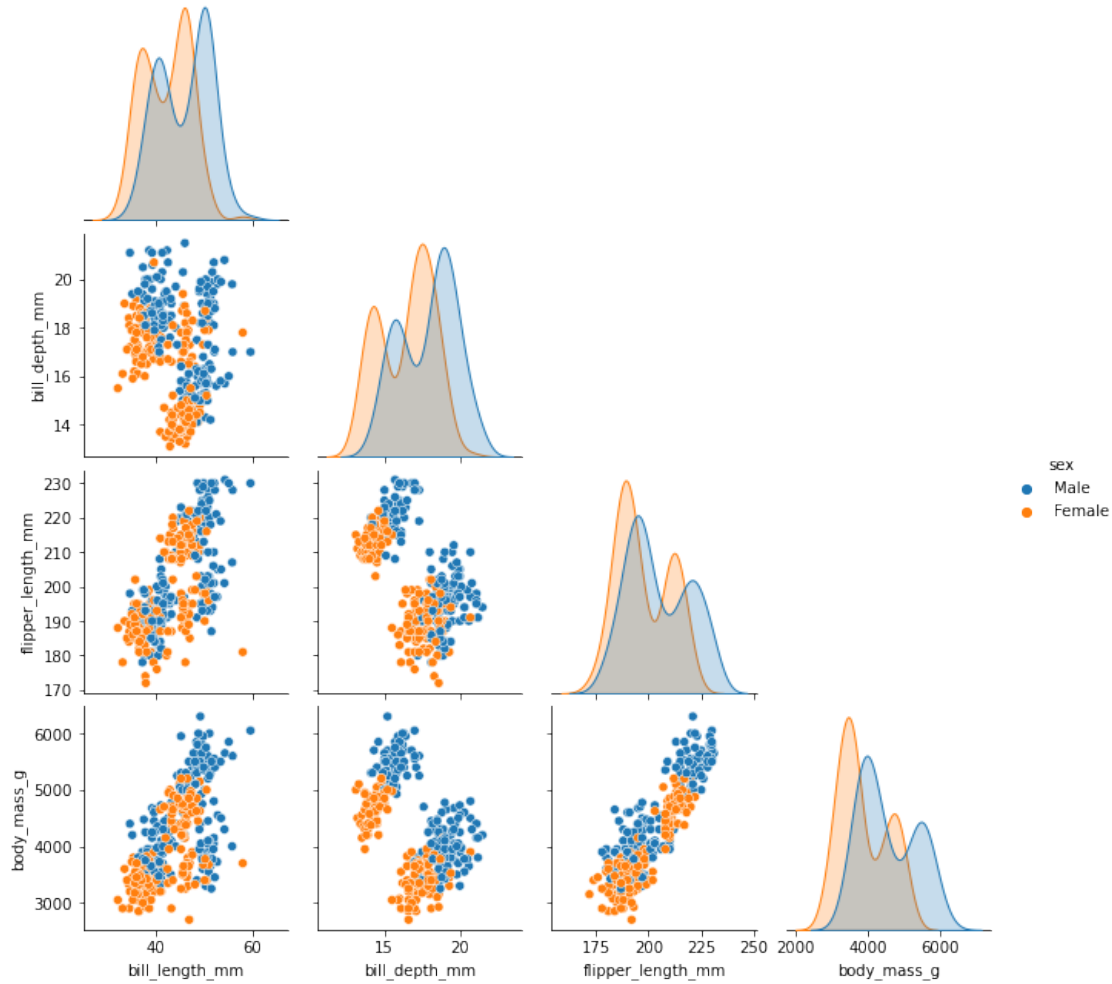 bill_depth_mm
20
18
16
14
flipper_length_mm
230
220
210
200
190
180
170
sex
Male
Female
body_mass_g
6000
5000
4000
3000
40 60
15 20
175 200 225 250
2000 4000 6000
bill_length_mm
bill_depth_mm
flipper_length_mm
body_mass_g